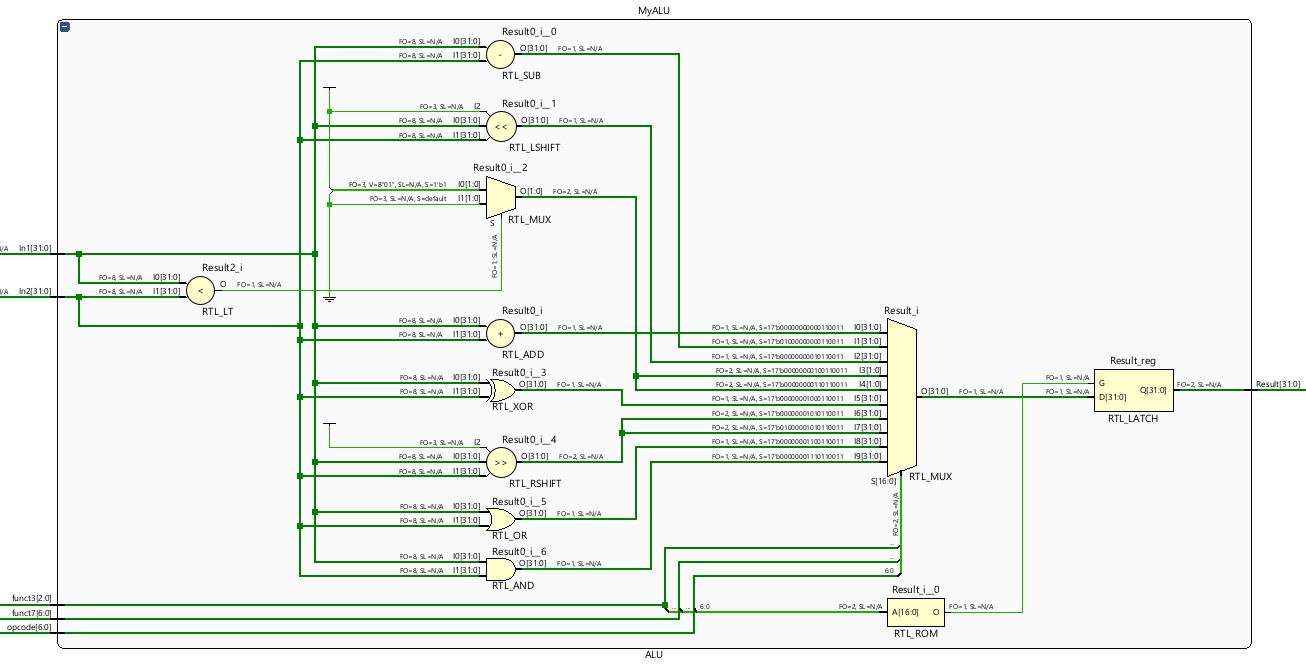 MyALU
Result0_i__0
FO=8, SL=N/A I0[31:0]
O[31:0] FO=1, SL=N/A
FO=8, SL=N/A I1[31:0]
-
RTL_SUB
Result0_i__1
FO=3, SL=N/A I2
FO=8, SL=N/A I0[31:0]
<<
O[31:0] FO=1, SL=N/A
FO=8, SL=N/A I1[31:0]
RTL_LSHIFT
Result0_i__2
FO=3, V=B"01", SL=N/A, S=1'b1 I0[1:0]
O[1:0] FO=2, SL=N/A
FO=3, SL=N/A, S=default I1[1:0]
S
RTL_MUX
FO=1, SL=N/A
I/A In1[31:0]
Result2_i
FO=8, SL=N/A I0[31:0]
<
O FO=1, SL=N/A
I/A In2[31:0]
FO=8, SL=N/A I1[31:0]
RTL_LT
Result0_i
FO=8, SL=N/A I0[31:0]
+
O[31:0] FO=1, SL=N/A
FO=8, SL=N/A I1[31:0]
RTL_ADD
Result0_i__3
FO=8, SL=N/A I0[31:0]
O[31:0] FO=1, SL=N/A
FO=8, SL=N/A I1[31:0]
RTL_XOR
Result0_i__4
FO=3, SL=N/A I2
FO=8, SL=N/A I0[31:0]
>>
O[31:0] FO=2, SL=N/A
FO=8, SL=N/A I1[31:0]
RTL_RSHIFT
Result0_i__5
FO=8, SL=N/A I0[31:0]
O[31:0] FO=1, SL=N/A
FO=8, SL=N/A I1[31:0]
RTL_OR
Result0_i__6
FO=8, SL=N/A I0[31:0]
O[31:0] FO=1, SL=N/A
FO=8, SL=N/A I1[31:0]
RTL_AND
Result_i
FO=1, SL=N/A, S=17'b00000000000110011 I0[31:0]
FO=1, SL=N/A, S=17'b01000000000110011 I1[31:0]
FO=1, SL=N/A, S=17'b00000000010110011 I2[31:0]
FO=2, SL=N/A, S=17'b00000000100110011 I3[1:0]
FO=2, SL=N/A, S=17'b00000000110110011 I4[1:0]
FO=1, SL=N/A, S=17'b00000001000110011 I5[31:0]
FO=2, SL=N/A, S=17'b00000001010110011 I6[31:0]
FO=2, SL=N/A, S=17'b01000001010110011 I7[31:0]
FO=1, SL=N/A, S=17'b00000001100110011 I8[31:0]
FO=1, SL=N/A, S=17'b00000001110110011 I9[31:0]
O[31:0] FO=1, SL=N/A
S[16:0]
RTL_MUX
FO=2, SL=N/A
Result_reg
FO=1, SL=N/A G
FO=1, SL=N/A D[31:0]
Q[31:0] FO=2, SL=N/A
RTL_LATCH
Result[31:0]
6:0
funct3[2:0]
funct7[6:0]
opcode[6:0]
6:0
Result_i__0
FO=2, SL=N/A A[16:0] O FO=1, SL=N/A
RTL_ROM
ALU